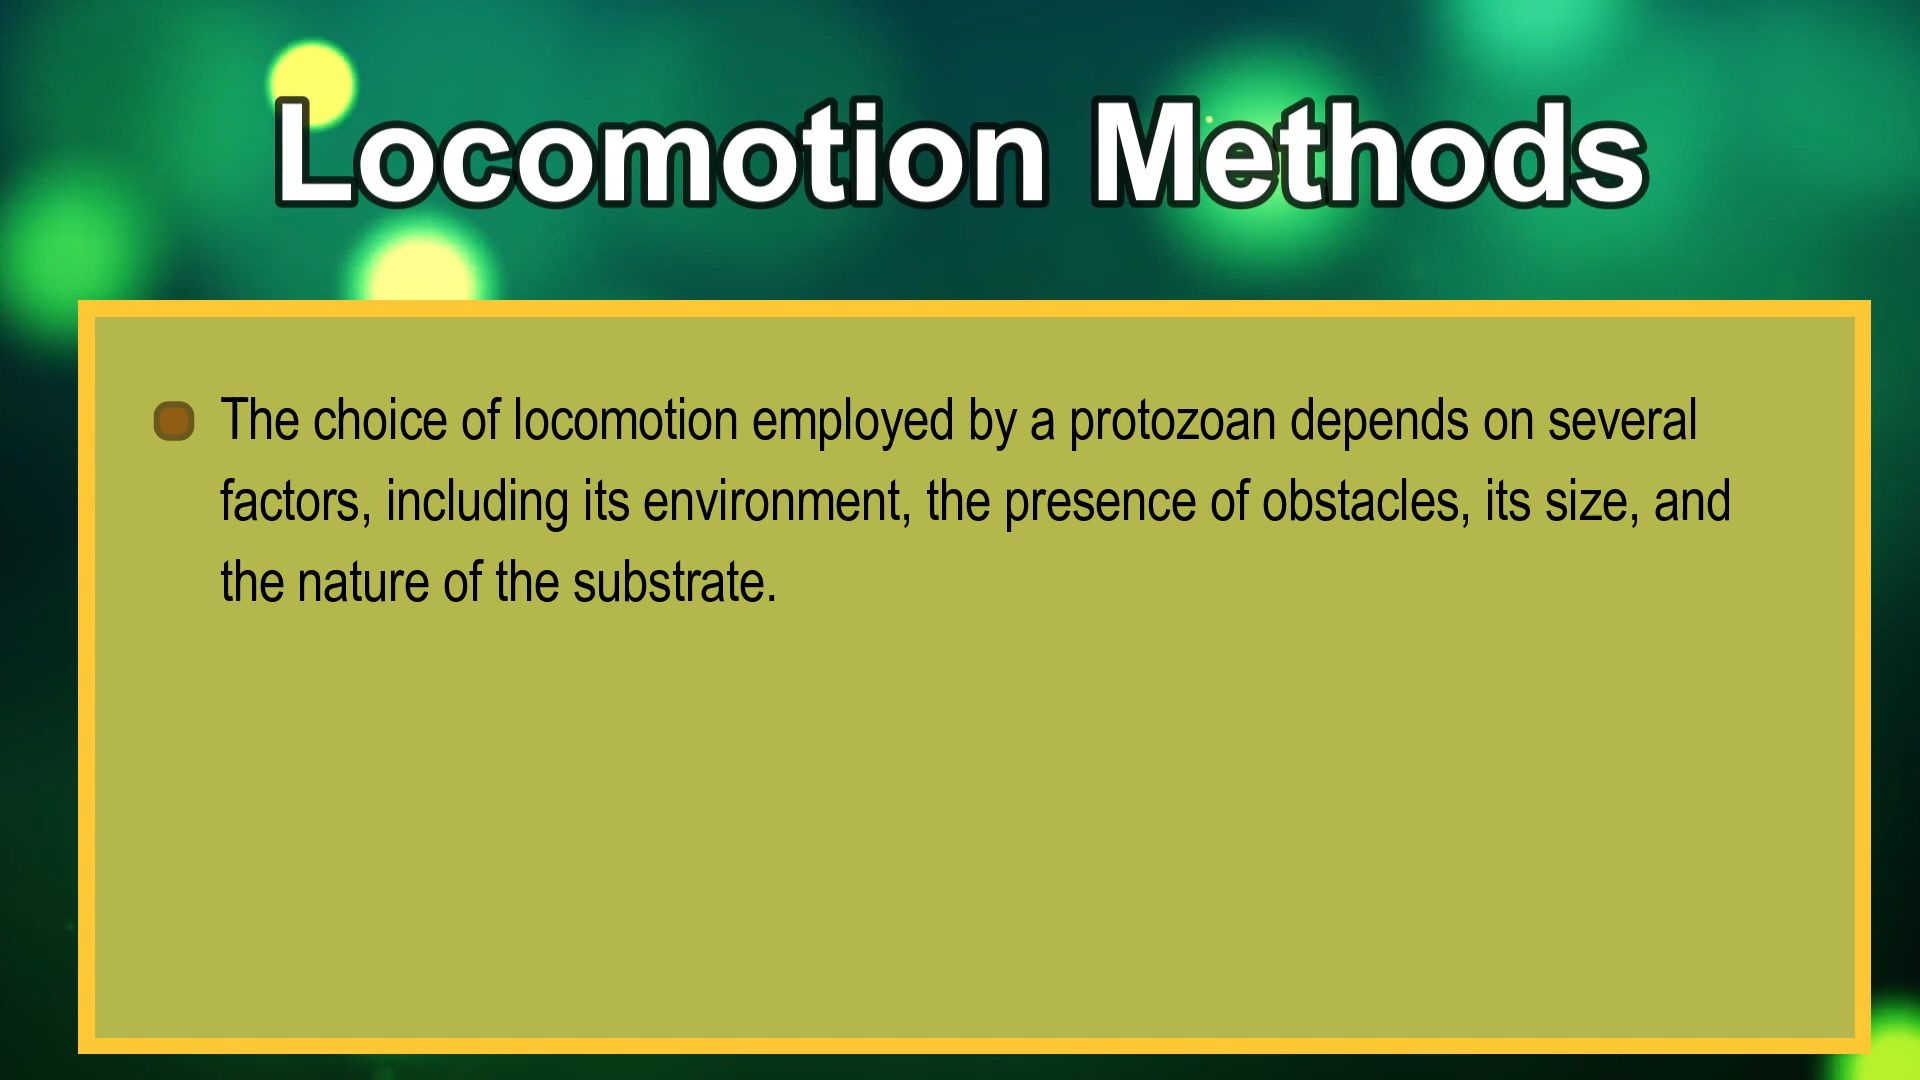 Locomotion Methods
The choice of locomotion employed by a protozoan depends on several
factors, including its environment, the presence of obstacles, its size, and
the nature of the substrate.